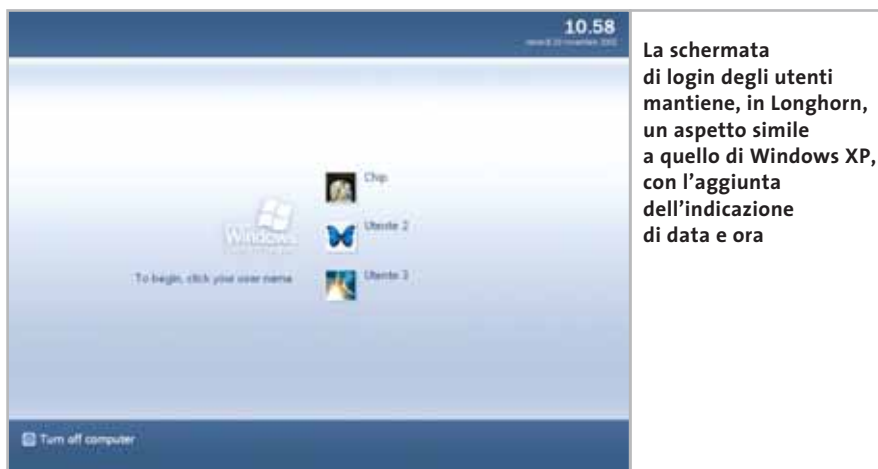 10.58
venerdì novembre
Chip
Utente 2
Windows
To begin, click your user name
Utente 3
Turn off computer
La schermata
di login degli utenti
mantiene, in Longhorn,
un aspetto simile
a quello di Windows XP,
con l'aggiunta
dell'indicazione
di data e ora